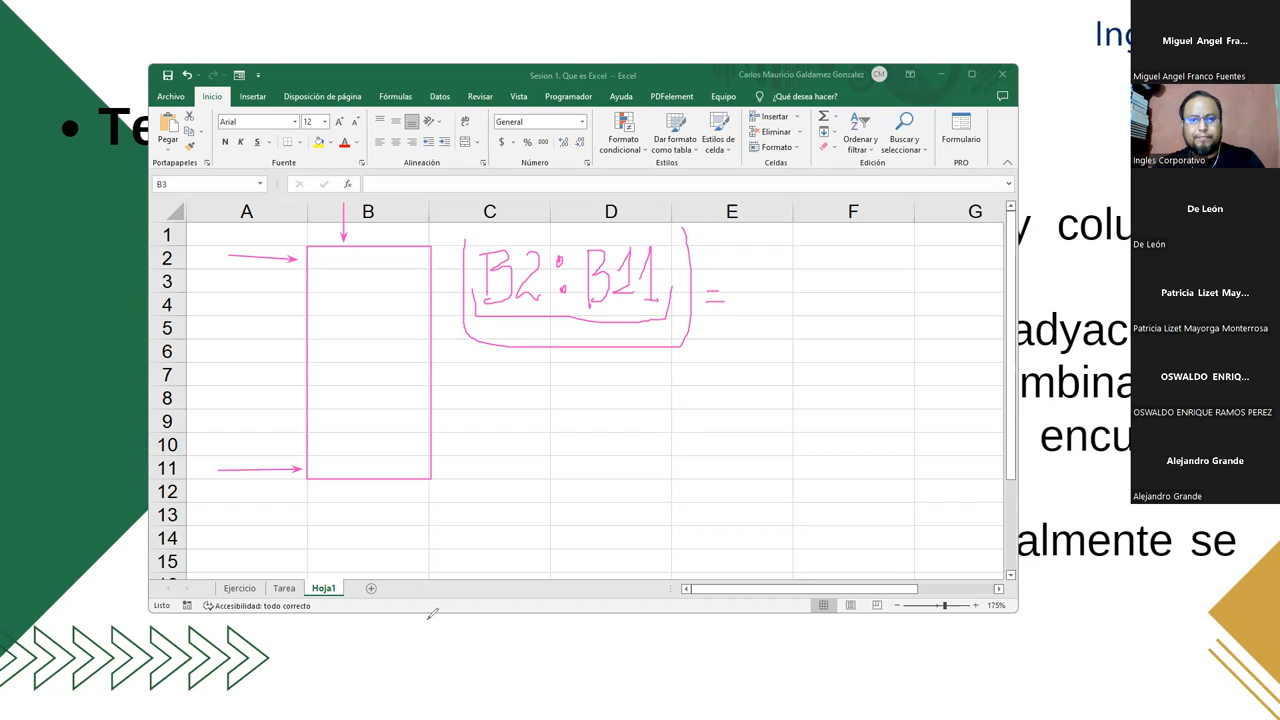 Ing
• Te
Sesion 1. Que es Excel - Excel
Carlos Mauricio Galdamez Gonzalez CM
Archivo Inicio Insertar Disposición de página Fórmulas Datos Revisar Vista Programador Ayuda PDFelement Equipo ¿Qué desea hacer?
Pegar
Arial 12
N K S
General
$ % 000
Formato condicional
Dar formato como tabla
Estilos de celda
Insertar
Eliminar
Formato
Ordenar y filtrar
Buscar y seleccionar
Formulario
Portapapeles Fuente Alineación Número Estilos Celdas Edición PRO
B3 fx
A B C D E F G
1
2
3
4
5
6
7
8
9
10
11
12
13
14
15
B2:B11 =
Ejercicio Tarea Hoja1
Listo Accesibilidad: todo correcto 175%
y colu
adyac
mbina
encu
almente se
Miguel Angel Fra...
Miguel Angel Franco Fuentes
Ingles Corporativo
De León
De León
Patricia Lizet May...
Patricia Lizet Mayorga Monterrosa
OSWALDO ENRIQ...
OSWALDO ENRIQUE RAMOS PEREZ
Alejandro Grande
Alejandro Grande